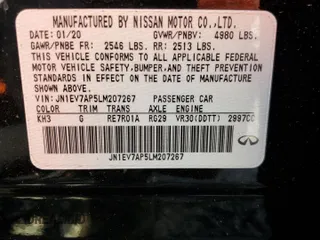 MANUFACTURED BY NISSAN MOTOR CO.,LTD.
DATE: 01/20 GVWR/PNBV: 4980 LBS.
GAWR/PNBE FR: 2546 LBS. RR: 2513 LBS.
THIS VEHICLE CONFORMS TO ALL APPLICABLE
FEDERAL MOTOR VEHICLE SAFETY,BUMPER,AND THEFT PREVENTION
STANDARDS IN EFFECT ON THE DATE OF MANUFACTURE
SHOWN ABOVE.
VIN: JN1EV7AP5LM207267 PASSENGER CAR
COLOR TRIM TRANS AXLE ENGINE
KH3 G RE7R01A RG29 VR30(DDTT) 2997CC
JN1EV7AP5LM207267